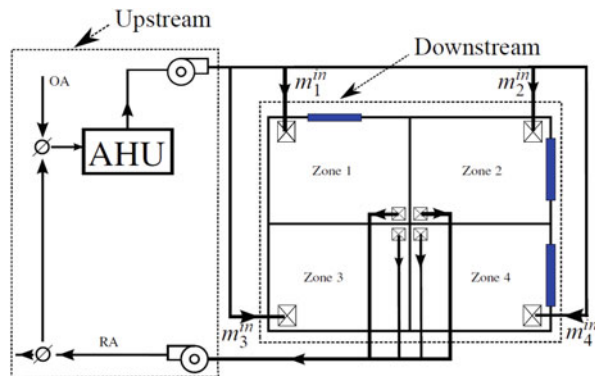 Upstream
Downstream
OA
m_1^{in}
m_2^{in}
AHU
Zone 1
Zone 2
Zone 3
Zone 4
m_3^{in}
m_4^{in}
RA